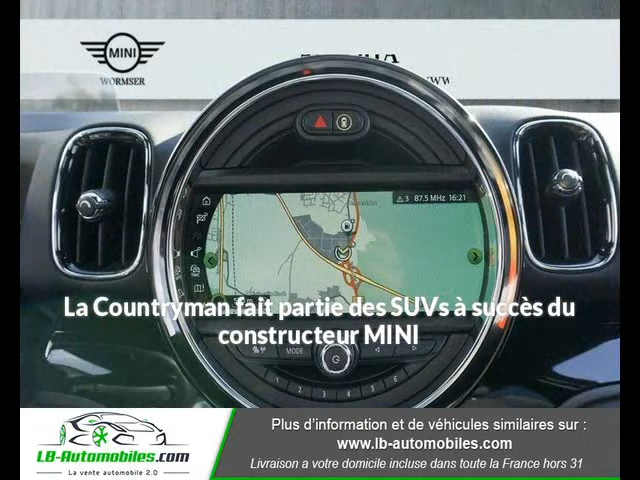 MINI
WORMSER
WW
3 87.5 MHz 16:21
La Countryman fait partie des SUVs à succès du
constructeur MINI
MODE
1 2 3 4 5 6
LB-Automobiles.com
La vente automobile 2.0
Plus d'information et de véhicules similaires sur :
www.lb-automobiles.com
Livraison a votre domicile incluse dans toute la France hors 31